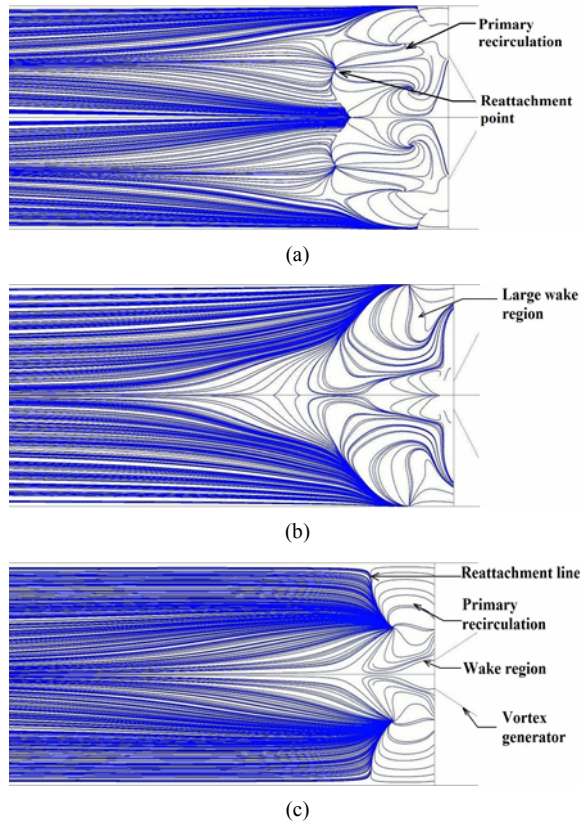 Primary
recirculation
Reattachment
point
(a)
Large wake
region
(b)
Reattachment line
Primary
recirculation
Wake region
Vortex
generator
(c)